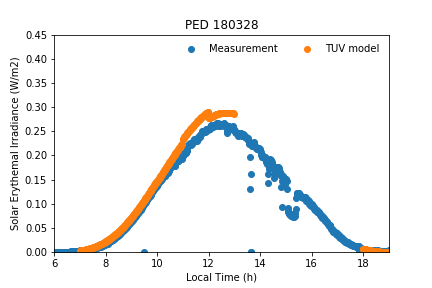 PED 180328
Measurement
TUV model
Solar Erythemal Irradiance (W/m2)
0.45
0.40
0.35
0.30
0.25
0.20
0.15
0.10
0.05
0.00
6 8 10 12 14 16 18
Local Time (h)